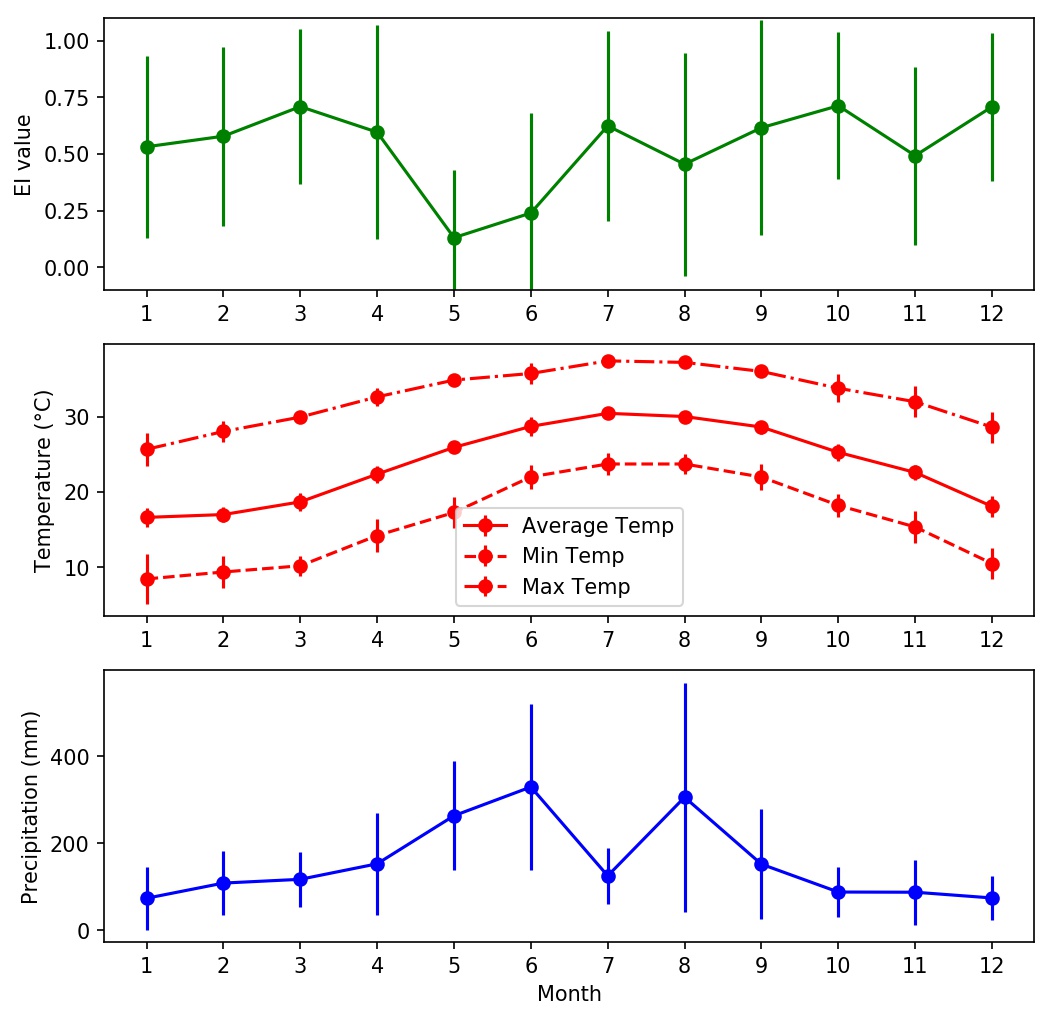 EI value
1.00
0.75
0.50
0.25
0.00
1 2 3 4 5 6 7 8 9 10 11 12
Temperature (°C)
30
20
10
Average Temp
Min Temp
Max Temp
1 2 3 4 5 6 7 8 9 10 11 12
Precipitation (mm)
400
200
0
1 2 3 4 5 6 7 8 9 10 11 12
Month